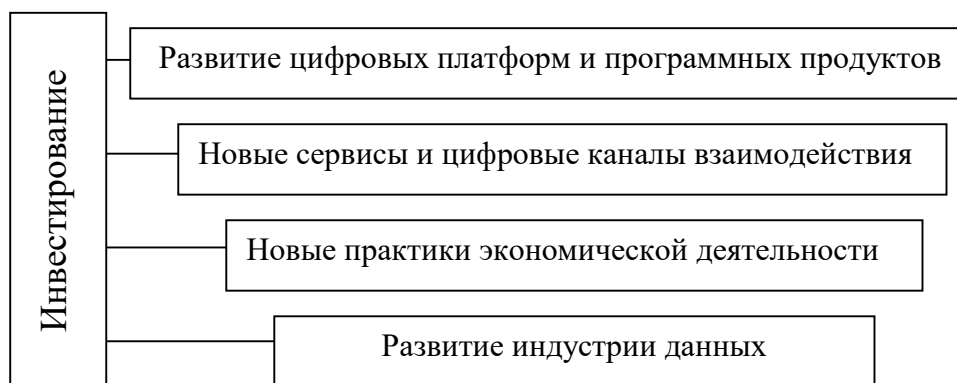 Инвестирование
Развитие цифровых платформ и программных продуктов
Новые сервисы и цифровые каналы взаимодействия
Новые практики экономической деятельности
Развитие индустрии данных